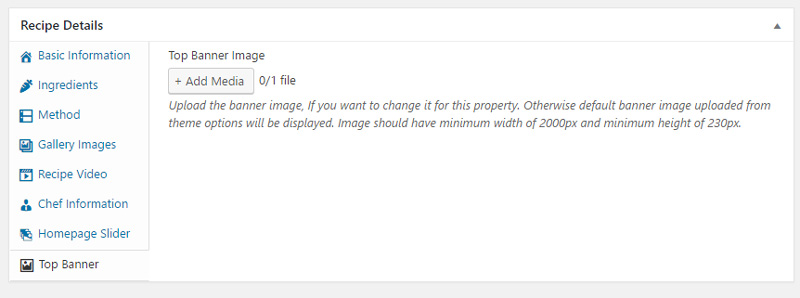 Recipe Details
Basic Information
Ingredients
Method
Gallery Images
Recipe Video
Chef Information
Homepage Slider
Top Banner
Top Banner Image
+ Add Media 0/1 file
Upload the banner image, If you want to change it for this property. Otherwise default banner image uploaded from
theme options will be displayed. Image should have minimum width of 2000px and minimum height of 230px.